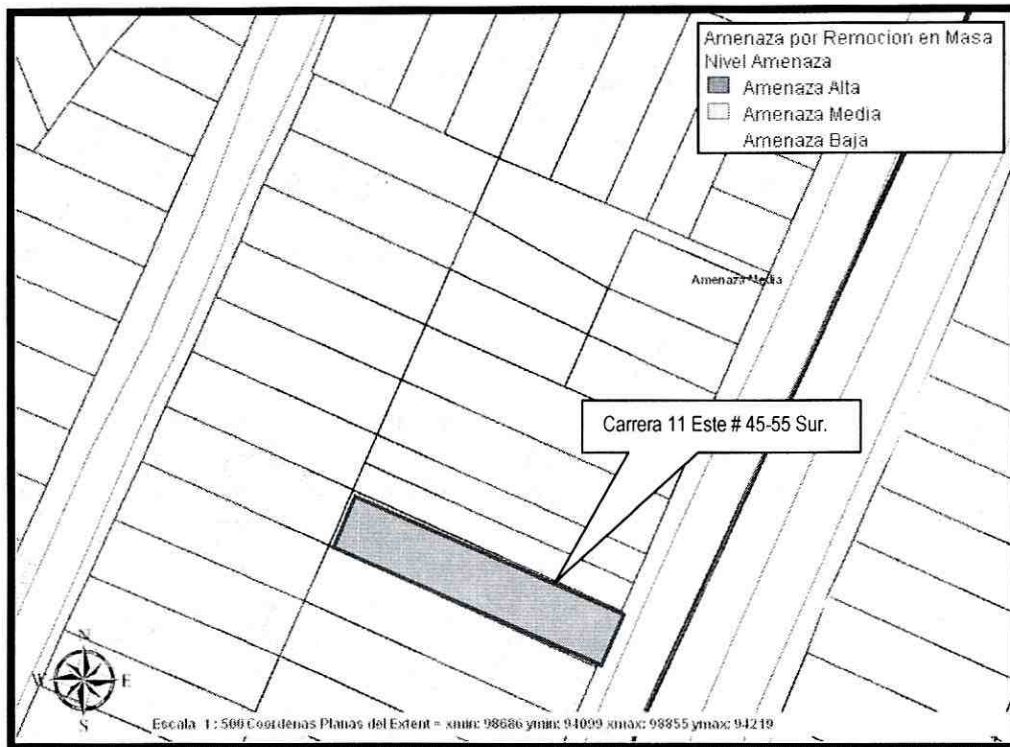 Amenaza por Remocion en Masa
Nivel Amenaza
Amenaza Alta
Amenaza Media
Amenaza Baja
Amenaza Media
Carrera 11 Este # 45-55 Sur.
N
W E
S
Escala 1:500 Coordenas Planas del Extent = xmin: 98686 ymin: 94099 xmax: 98855 ymax: 94219